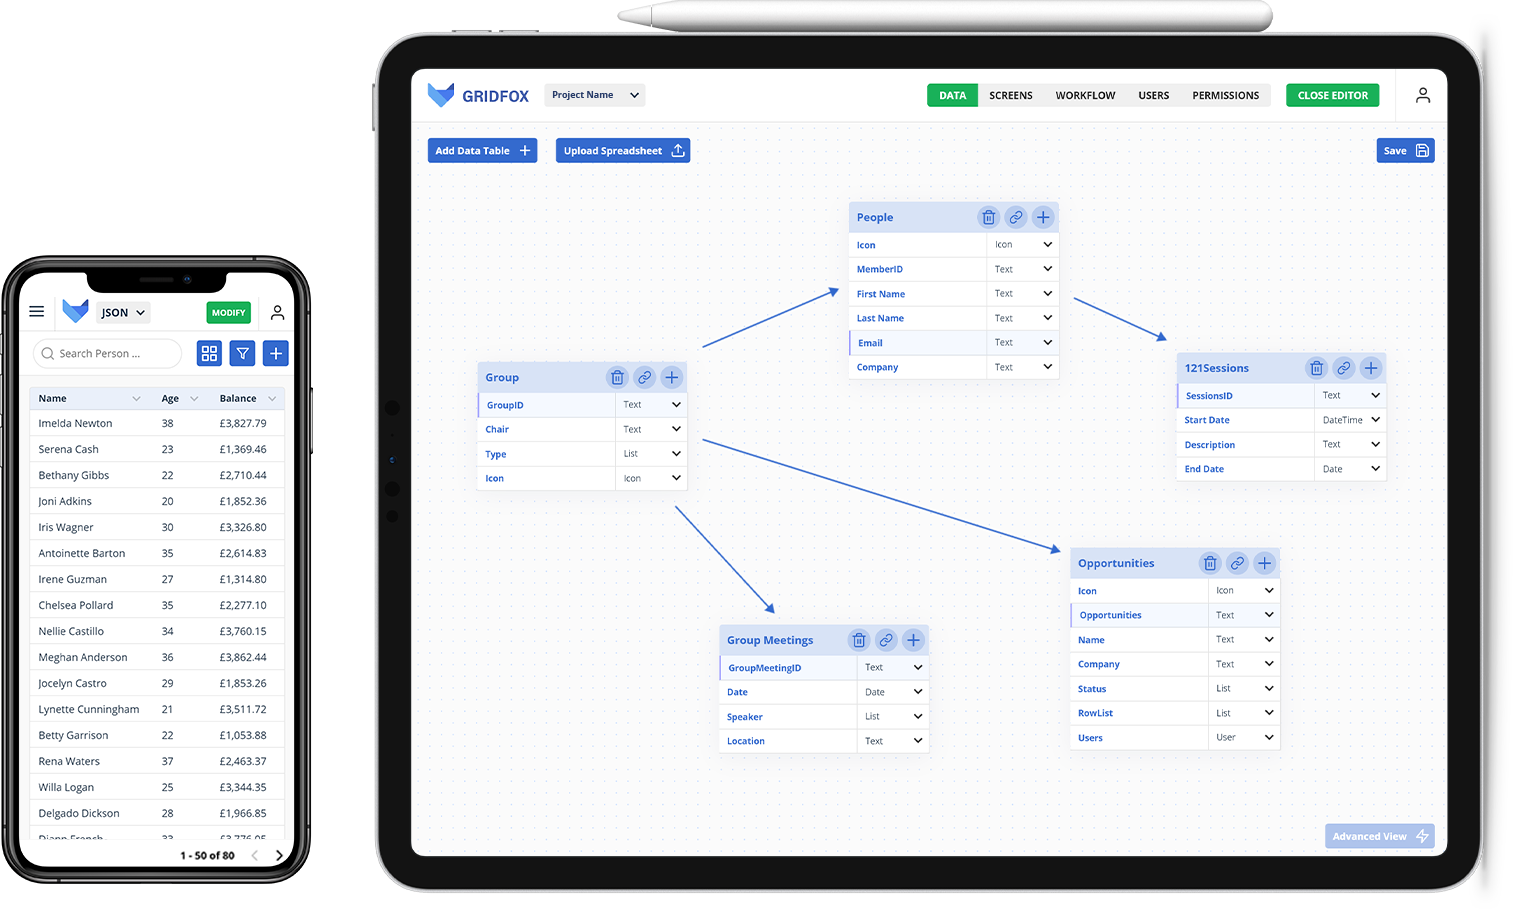 JSON
MODIFY
Search Person ...
Name Age Balance
Imelda Newton 38 £3,827.79
Serena Cash 23 £1,369.46
Bethany Gibbs 22 £2,710.44
Joni Adkins 20 £1,852.36
Iris Wagner 30 £3,326.80
Antoinette Barton 35 £2,614.83
Irene Guzman 27 £1,314.80
Chelsea Pollard 35 £2,277.10
Nellie Castillo 34 £3,760.15
Meghan Anderson 36 £3,862.44
Jocelyn Castro 29 £1,853.26
Lynette Cunningham 21 £3,511.72
Betty Garrison 22 £1,053.88
Rena Waters 37 £2,463.37
Willa Logan 25 £3,344.35
Delgado Dickson 28 £1,966.85
1 - 50 of 80
GRIDFOX
Project Name
DATA SCREENS WORKFLOW USERS PERMISSIONS
CLOSE EDITOR
Add Data Table
Upload Spreadsheet
Save
People
Icon Icon
MemberID Text
First Name Text
Last Name Text
Email Text
Company Text
Group
GroupID Text
Chair Text
Type List
Icon Icon
121Sessions
SessionsID Text
Start Date DateTime
Description Text
End Date Date
Opportunities
Icon Icon
Opportunities Text
Name Text
Company Text
Status List
RowList List
Users User
Group Meetings
GroupMeetingID Text
Date Date
Speaker List
Location Text
Advanced View